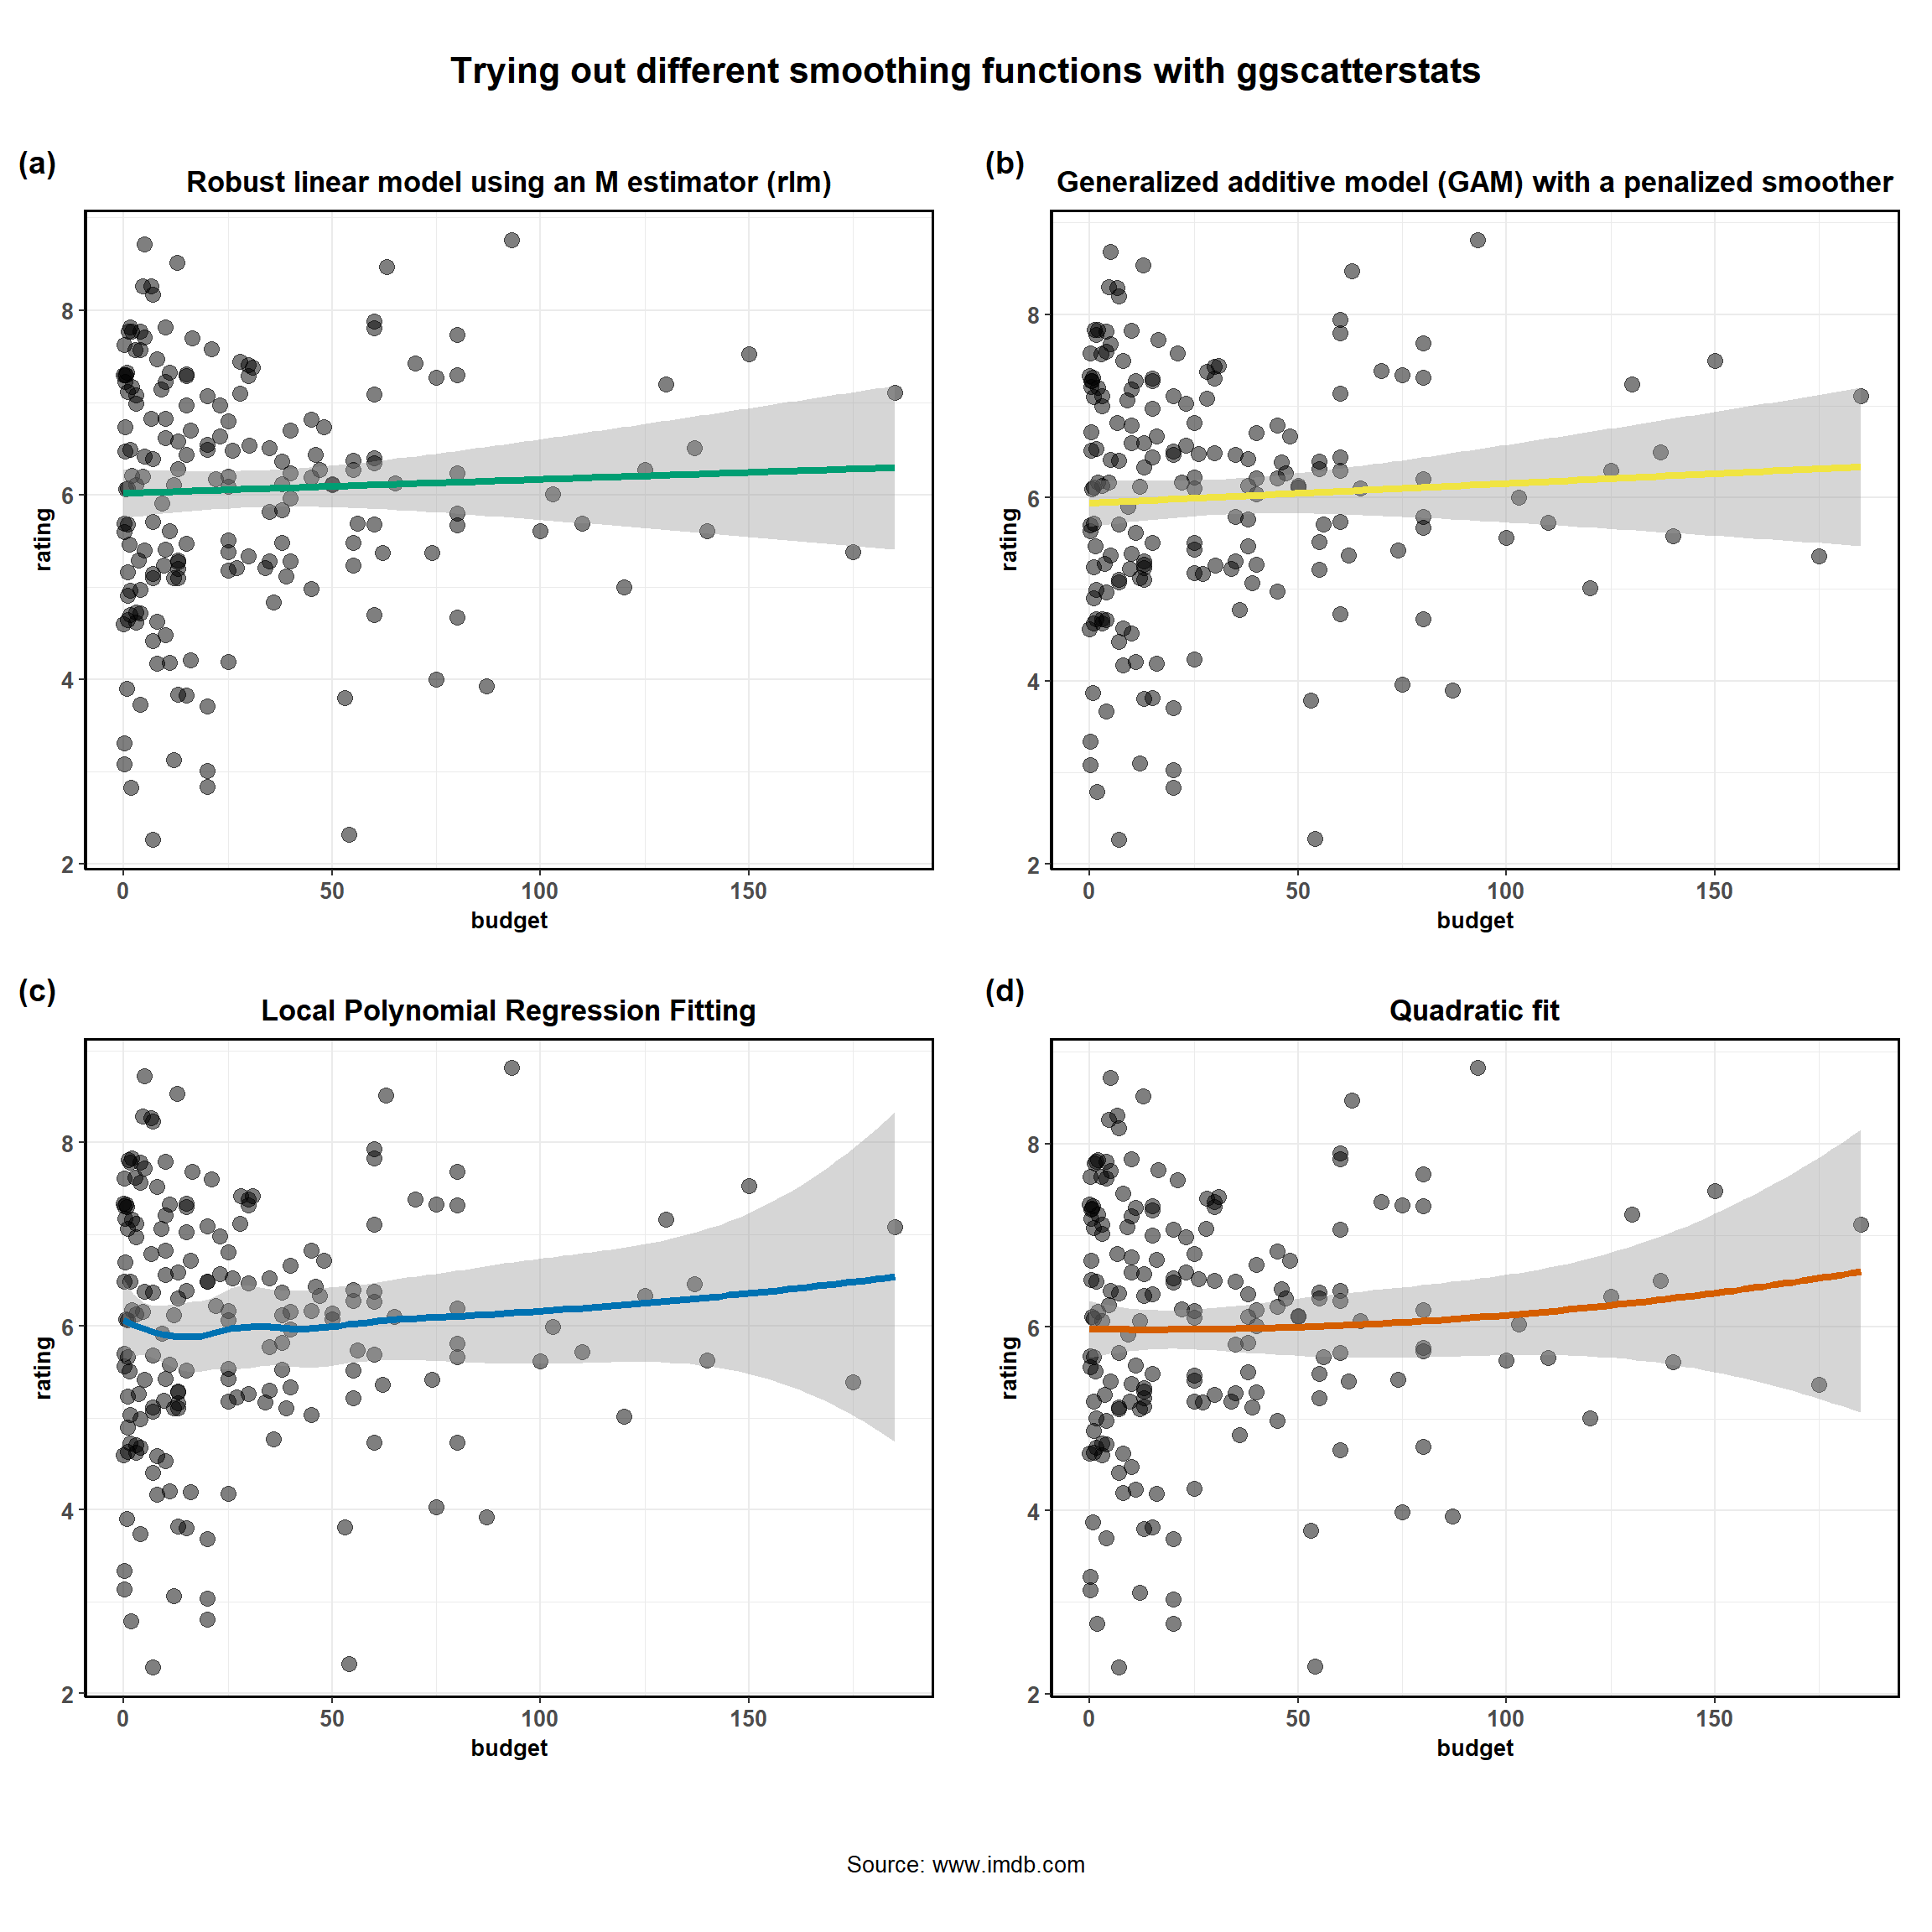 Trying out different smoothing functions with ggscatterstats
(a)
Robust linear model using an M estimator (rlm)
rating
8
6
4
2
0 50 100 150
budget
(b)
Generalized additive model (GAM) with a penalized smoother
rating
8
6
4
2
0 50 100 150
budget
(c)
Local Polynomial Regression Fitting
rating
8
6
4
2
0 50 100 150
budget
(d)
Quadratic fit
rating
8
6
4
2
0 50 100 150
budget
Source: www.imdb.com